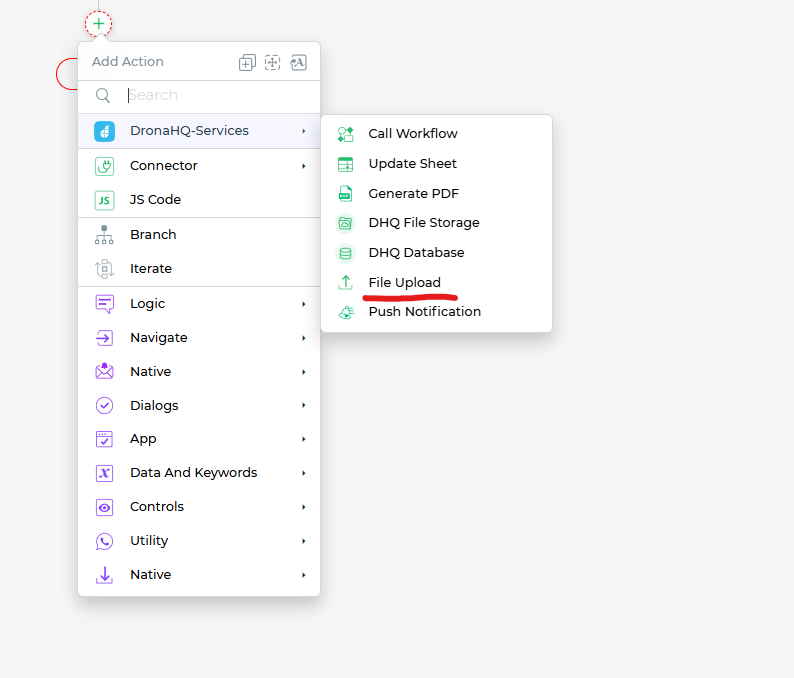 Add Action
Search
DronaHQ-Services
Connector
JS
JS Code
Branch
Iterate
Logic
Navigate
Native
Dialogs
App
Data And Keywords
Controls
Utility
Native
Call Workflow
Update Sheet
Generate PDF
DHQ File Storage
DHQ Database
File Upload
Push Notification